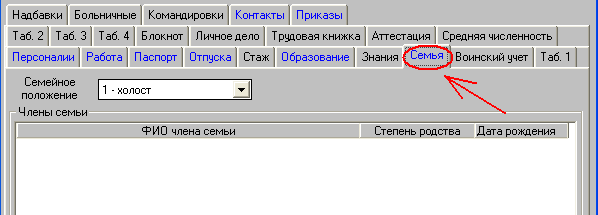 Надбавки Больничные Командировки Контакты Приказы
Таб. 2 Таб. 3 Таб. 4 Блокнот Личное дело Трудовая книжка Аттестация Средняя численность
Персоналии Работа Паспорт Отпуска Стаж Образование Знания Семья Воинский учет Таб. 1
Семейное
положение
1 - холост
Члены семьи
ФИО члена семьи Степень родства Дата рождения